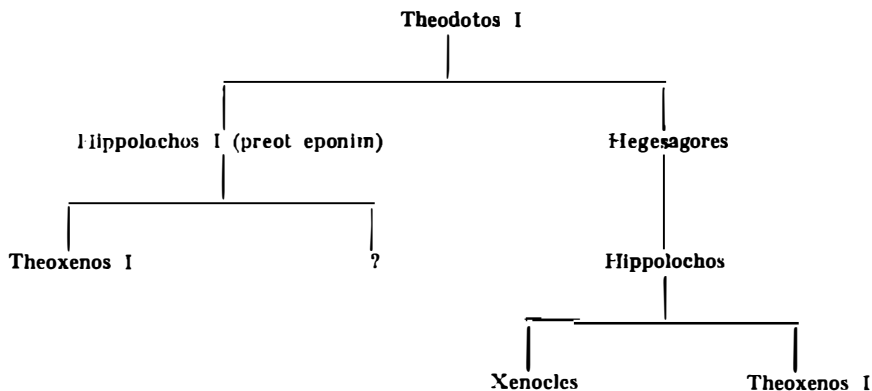 Theodotos I
Hippolochos I (preot eponim) Hegesagores
Theoxenos I ? Hippolochos
Xenocles Theoxenos I